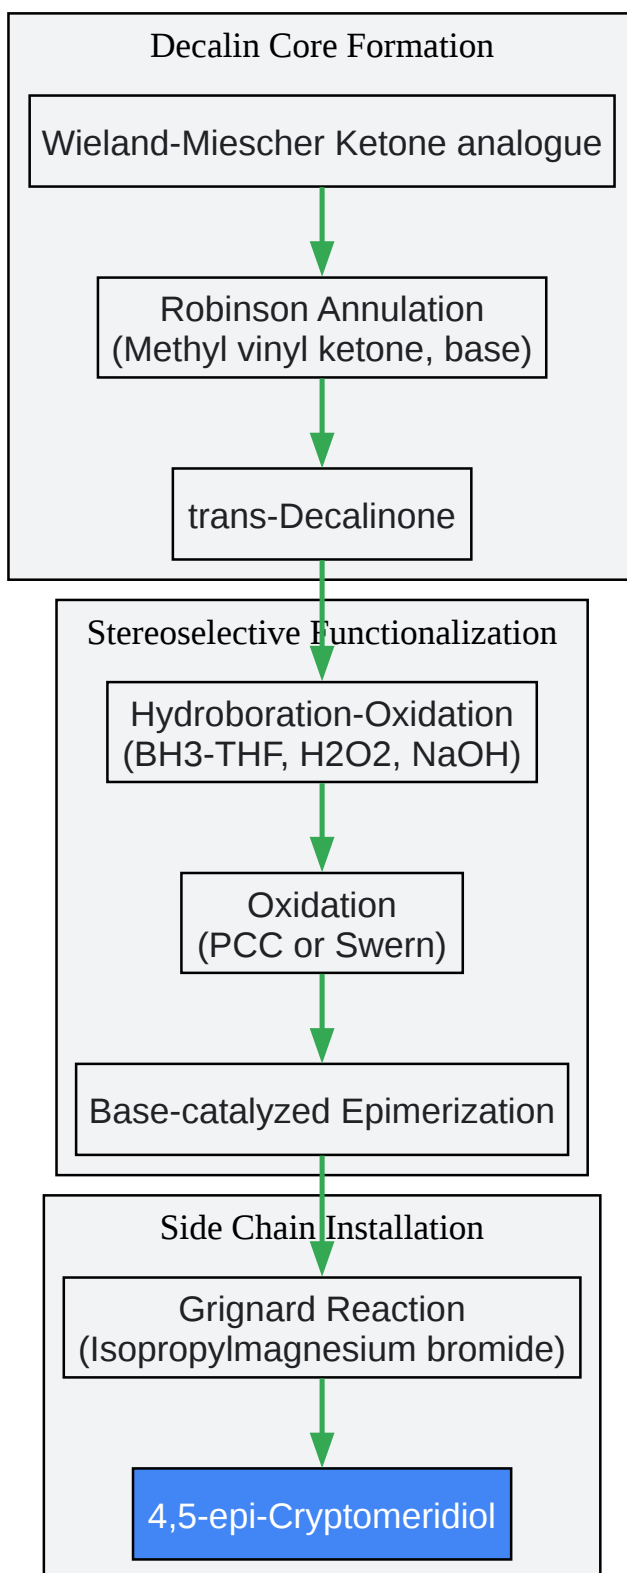 Decalin Core Formation
Wieland-Miescher Ketone analogue
Robinson Annulation
(Methyl vinyl ketone, base)
trans-Decalinone
Stereoselective Functionalization
Hydroboration-Oxidation
(BH3-THF, H2O2, NaOH)
Oxidation
(PCC or Swern)
Base-catalyzed Epimerization
Side Chain Installation
Grignard Reaction
(Isopropylmagnesium bromide)
4,5-epi-Cryptomeridiol